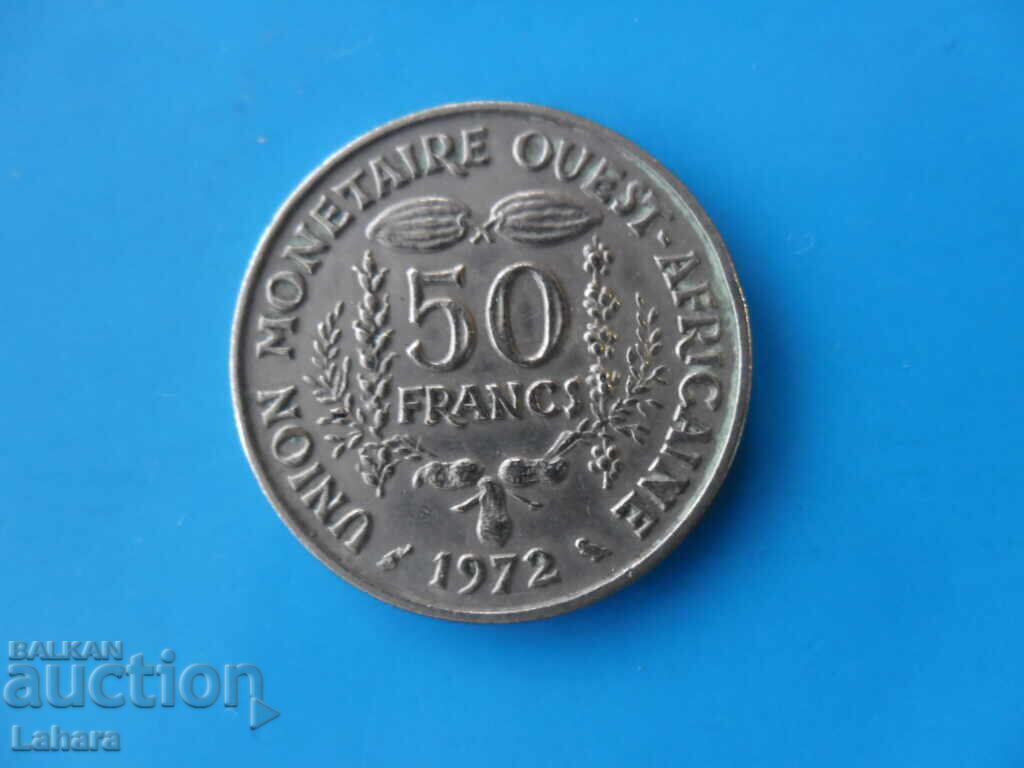 UNION MONETAIRE OUEST-AFRICAINE
50
FRANCS
1972
BALKAN
auction
Lahara